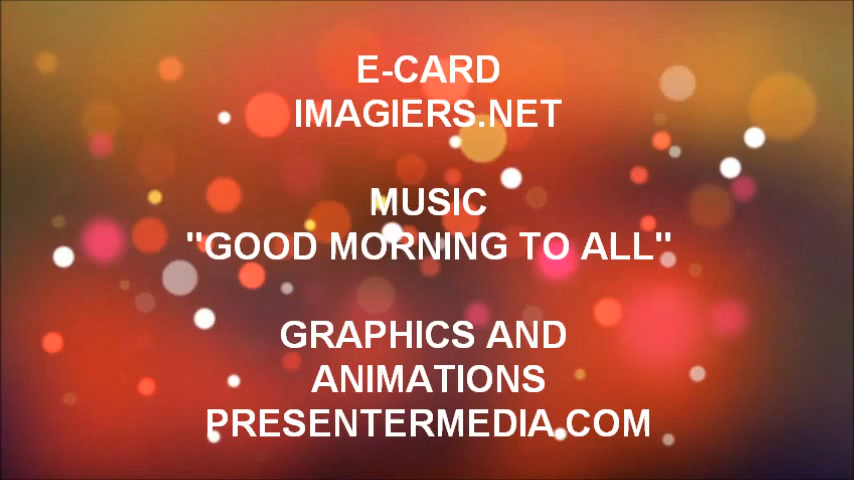 E-CARD
IMAGIERS.NET
MUSIC
"GOOD MORNING TO ALL"
GRAPHICS AND
ANIMATIONS
PRESENTERMEDIA.COM